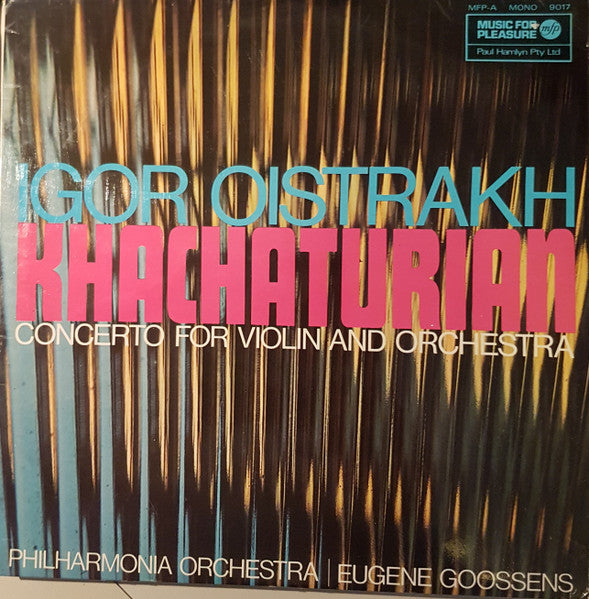 MFP-A MONO 9017
MUSIC FOR
PLEASURE mfp
Paul Hamlyn Pty Ltd
IGOR OISTRAKH
KHACHATURIAN
CONCERTO FOR VIOLIN AND ORCHESTRA
PHILHARMONIA ORCHESTRA | EUGENE GOOSSENS